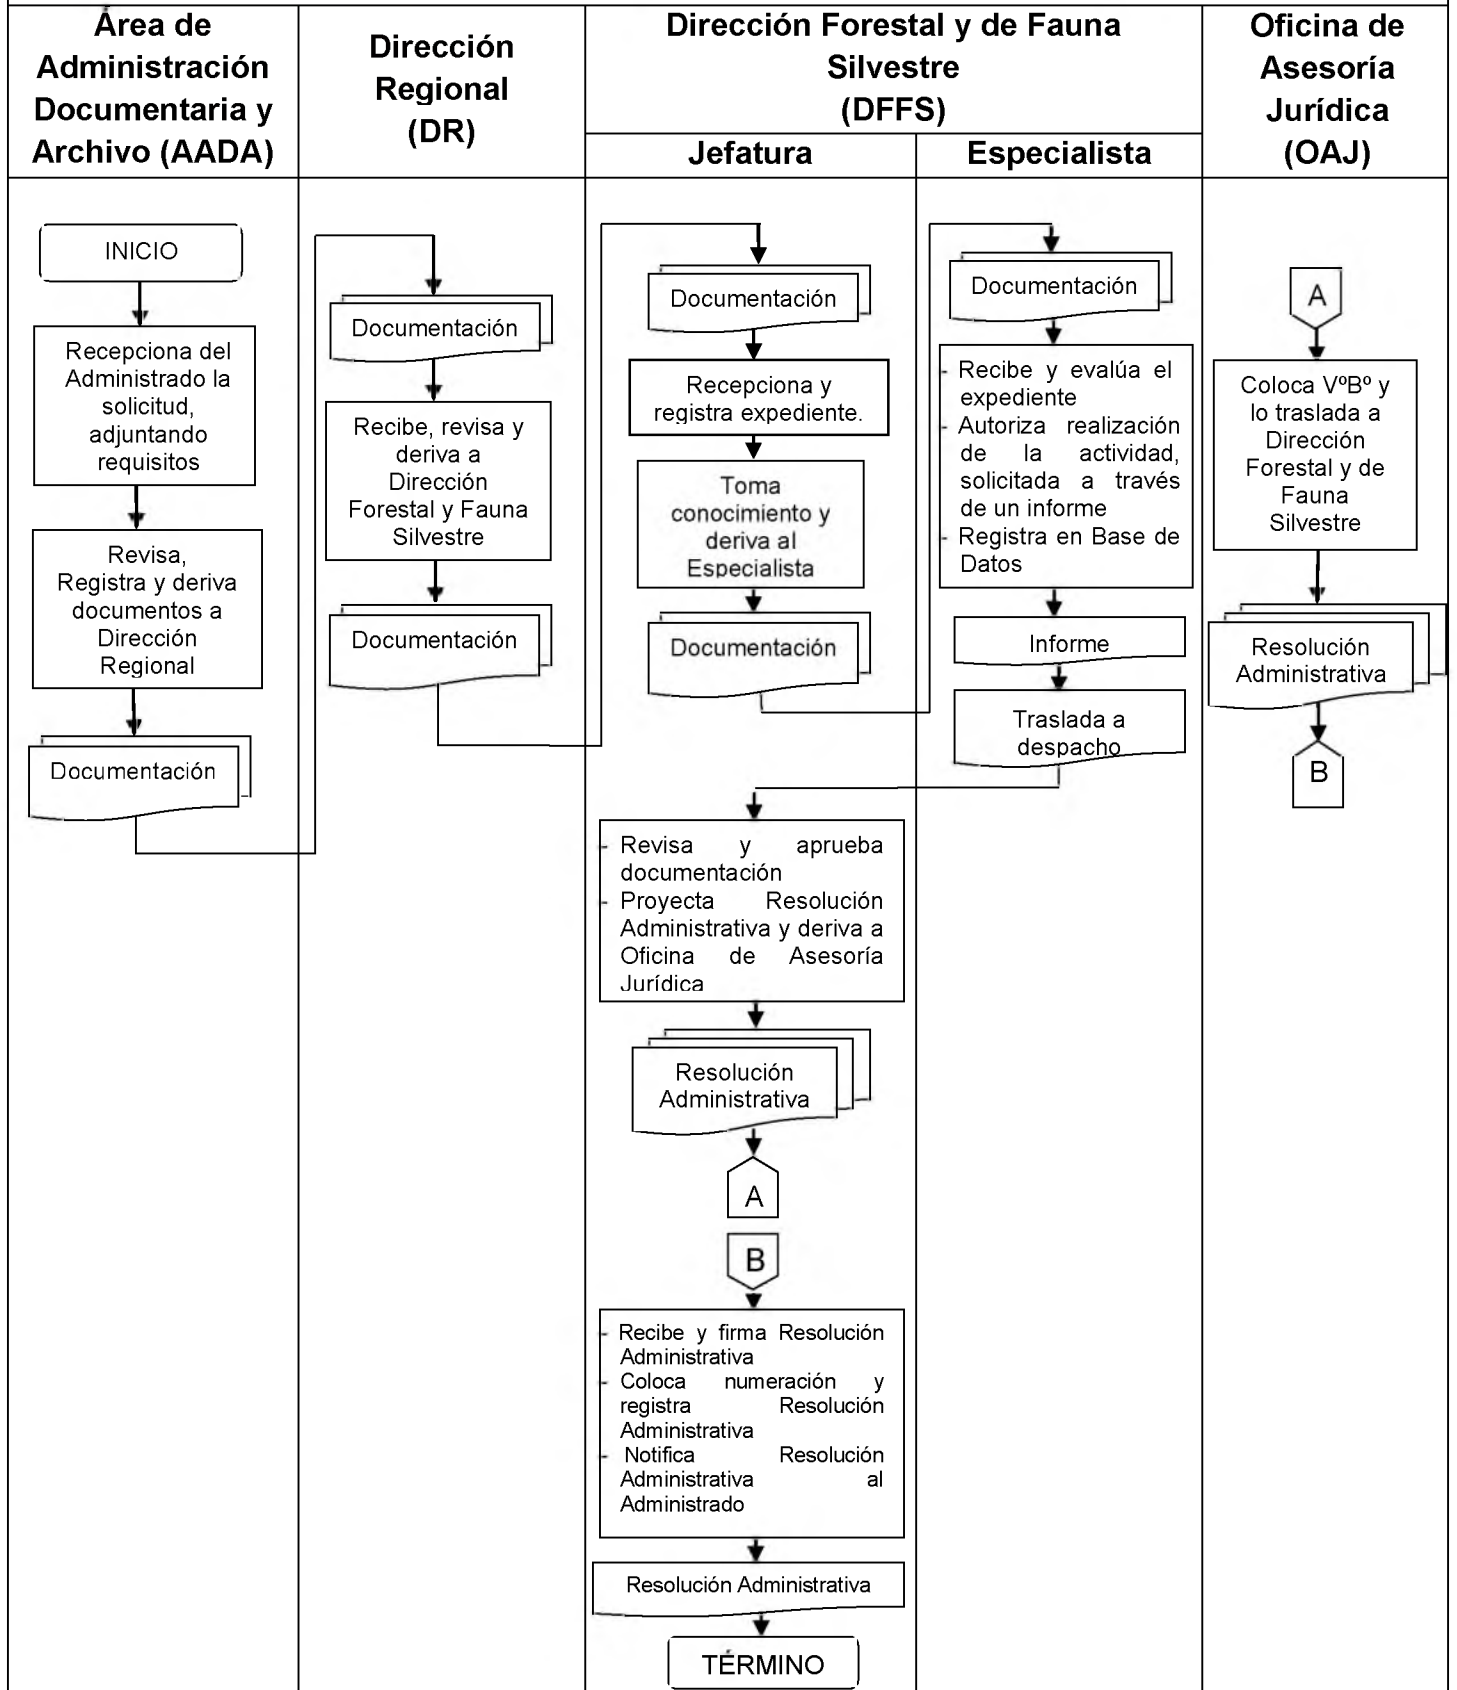 Área de
Administración
Documentaria y
Archivo (AADA)
Dirección
Regional
(DR)
Dirección Forestal y de Fauna
Silvestre
(DFFS)
Jefatura
Especialista
Oficina de
Asesoría
Jurídica
(OAJ)
INICIO
Recepciona del
Administrado la
solicitud,
adjuntando
requisitos
Revisa,
Registra y deriva
documentos a
Dirección
Regional
Documentación
Documentación
Recibe, revisa y
deriva a
Dirección
Forestal y Fauna
Silvestre
Documentación
Documentación
Recepciona y
registra expediente.
Toma
conocimiento y
deriva al
Especialista
Documentación
Documentación
- Recibe y evalúa el
expediente
- Autoriza realización
de la actividad,
solicitada a través
de un informe
- Registra en Base de
Datos
Informe
Traslada a
despacho
- Revisa y aprueba
documentación
- Proyecta Resolución
Administrativa y deriva a
Oficina de Asesoría
Jurídica
Resolución
Administrativa
A
A
Coloca VºBº y
lo traslada a
Dirección
Forestal y de
Fauna
Silvestre
Resolución
Administrativa
B
B
- Recibe y firma Resolución
Administrativa
- Coloca numeración y
registra Resolución
Administrativa
- Notifica Resolución
Administrativa al
Administrado
Resolución Administrativa
TÉRMINO